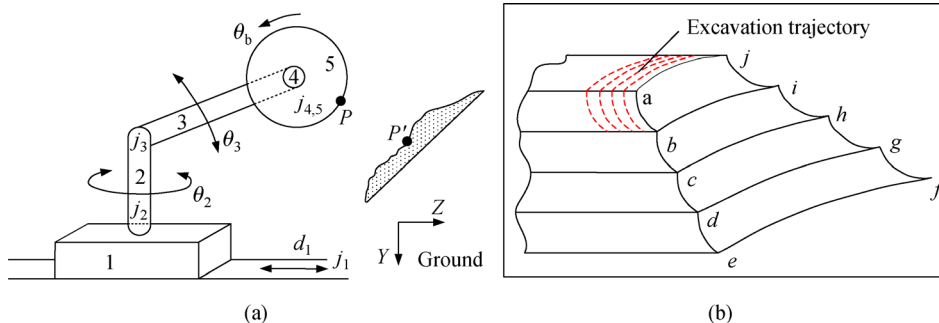 θb
5
4
j4,5
P
3
j3
θ3
2
θ2
j2
1
d1
j1
P′
Z
Y
Ground
(a)
Excavation trajectory
j
a
i
b
h
c
g
d
f
e
(b)